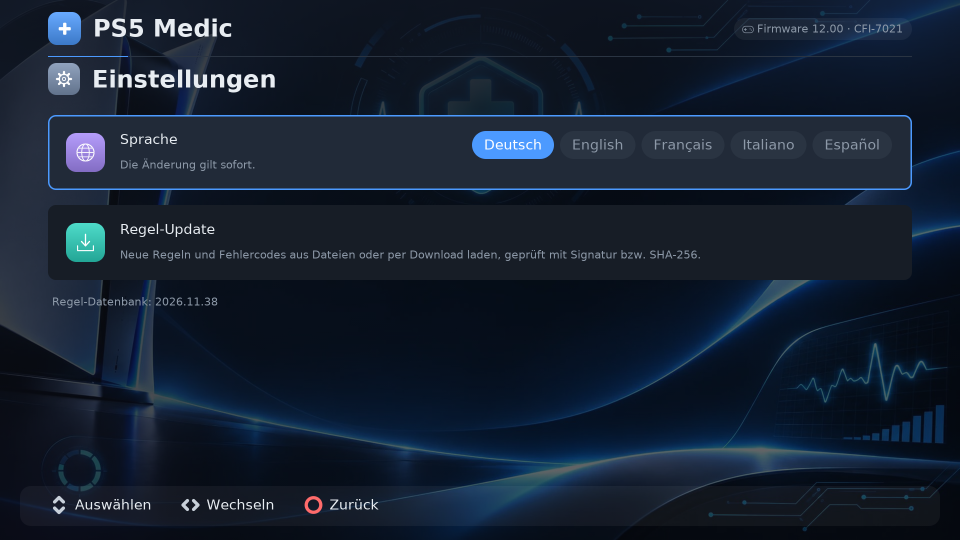 PS5 Medic
Firmware 12.00 · CFI-7021
Einstellungen
Sprache
Deutsch English Français Italiano Español
Die Änderung gilt sofort.
Regel-Update
Neue Regeln und Fehlercodes aus Dateien oder per Download laden, geprüft mit Signatur bzw. SHA-256.
Regel-Datenbank: 2026.11.38
Auswählen Wechseln Zurück